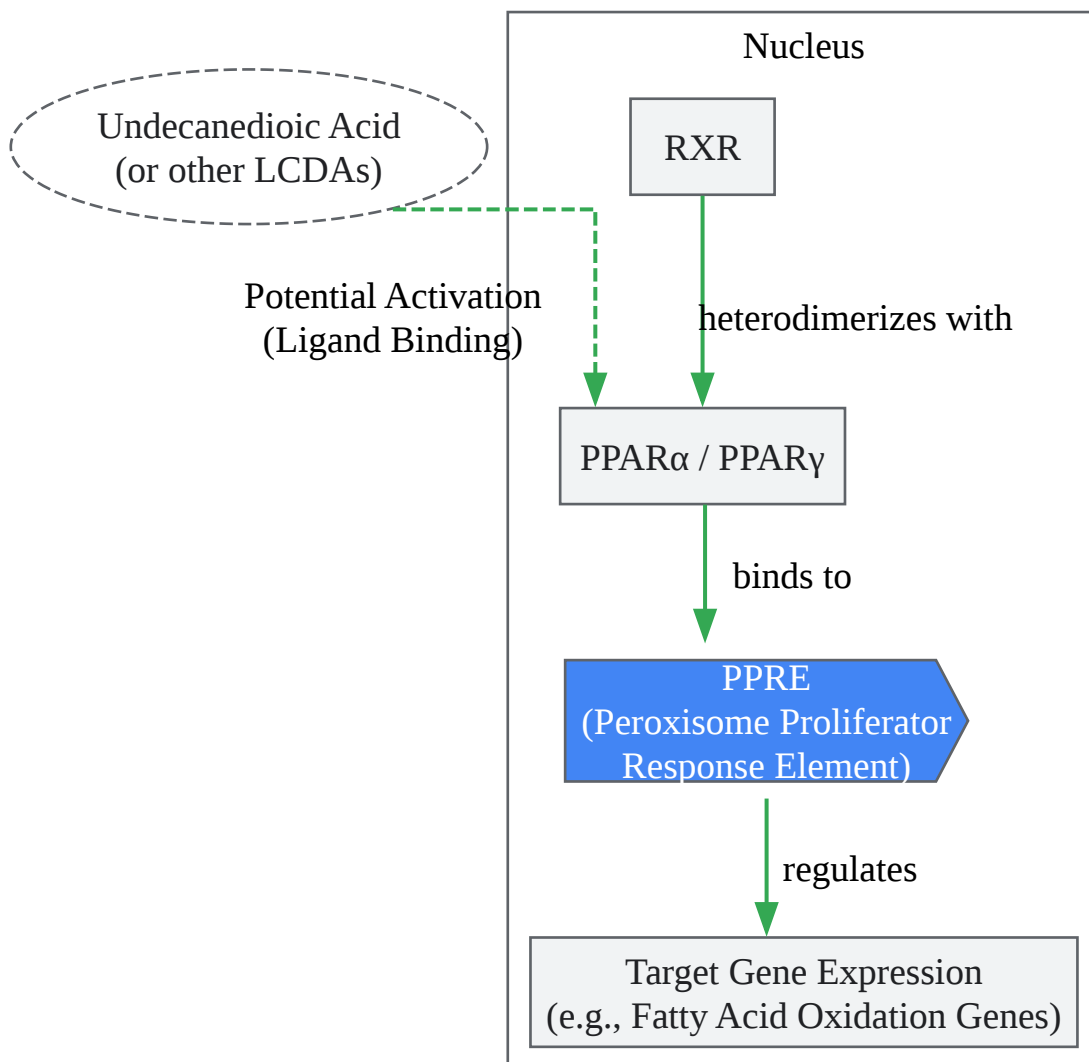 Nucleus
Undecanedioic Acid
(or other LCDAs)
RXR
Potential Activation
(Ligand Binding)
heterodimerizes with
PPARα / PPARγ
binds to
PPRE
(Peroxisome Proliferator
Response Element)
regulates
Target Gene Expression
(e.g., Fatty Acid Oxidation Genes)